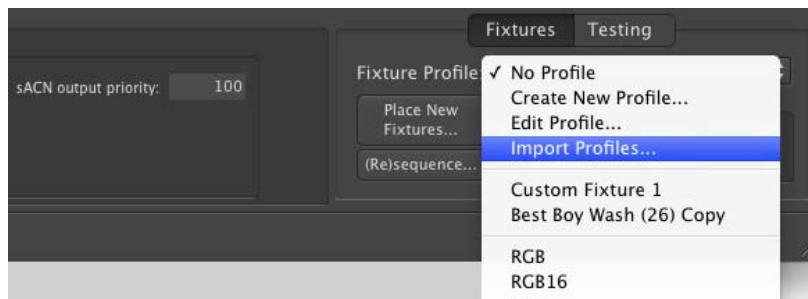 Fixtures Testing
sACN output priority: 100
Fixture Profile:
Place New
Fixtures...
(Re)sequence...
✓ No Profile
Create New Profile...
Edit Profile...
Import Profiles...
Custom Fixture 1
Best Boy Wash (26) Copy
RGB
RGB16